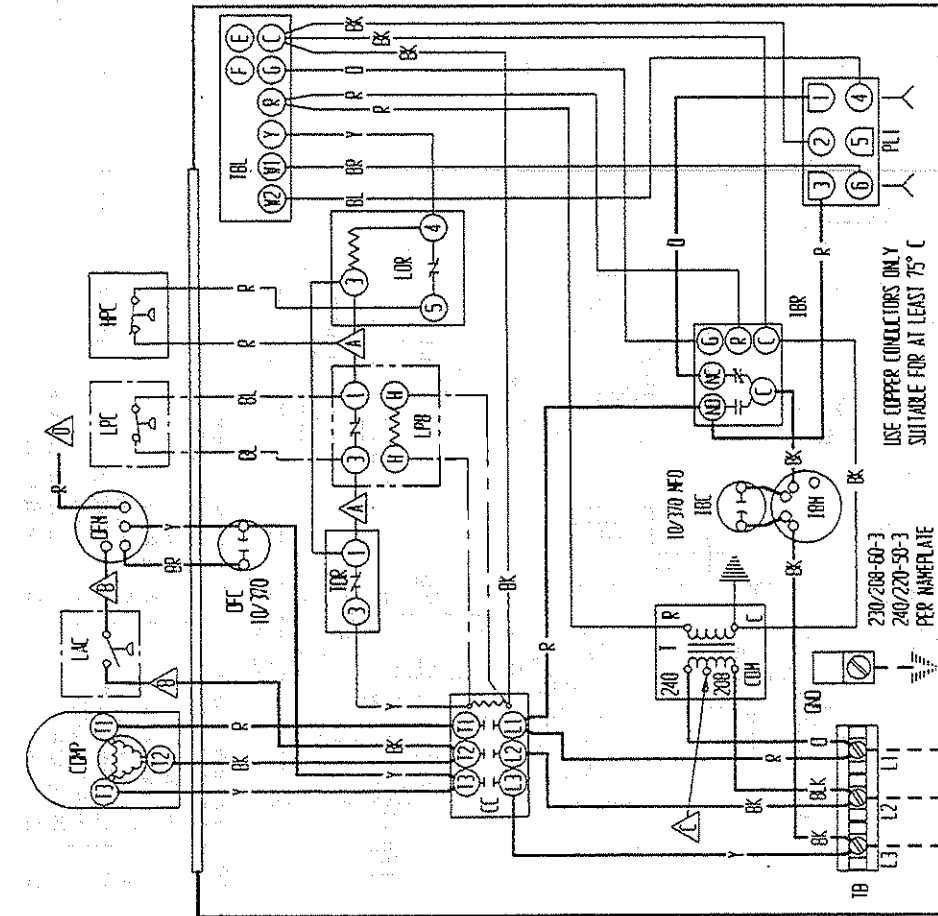 COMP
T1
T2
T3
LAC
B
B
OFM
D
LPC
HPC
R
Y
BR
OFC
10/370
BL
BL
R
R
TDR
3
1
A
3
1
H
H
LPB
A
3
4
5
LOR
TBL
W2
W1
Y
R
G
C
F
E
BL
BR
Y
R
R
O
BK
BK
BK
R
BK
BK
Y
Y
Y
T1
T2
T3
L1
L2
L3
CC
BK
R
T
240
208
COM
R
C
C
10/370 MFD
IBC
IBM
BK
BK
BK
NO
NC
C
G
R
C
IBR
O
R
1
2
3
4
5
6
PL1
GND
TB
L1
L2
L3
O
R
BLK
BK
BK
Y
230/208-60-3
240/220-50-3
PER NAMEPLATE
USE COPPER CONDUCTORS ONLY
SUITABLE FOR AT LEAST 75° C